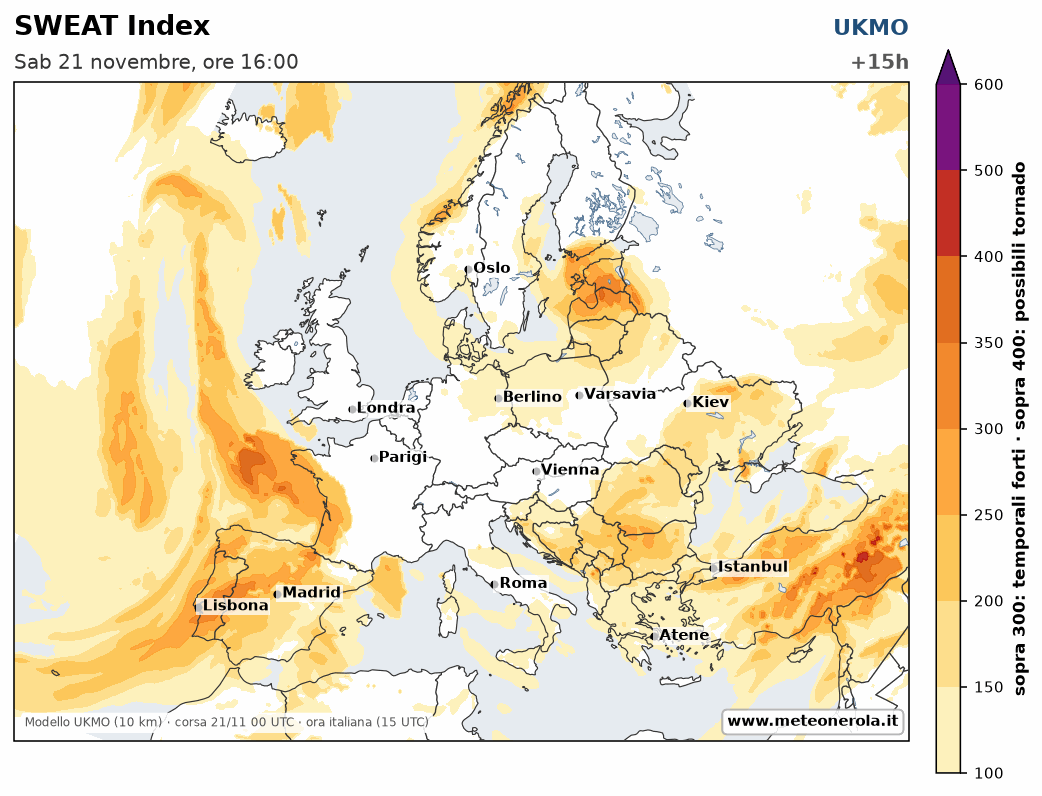 SWEAT Index
UKMO
Sab 21 novembre, ore 16:00
+15h
600
500
400
350
300
250
200
150
100
sopra 300: temporali forti · sopra 400: possibili tornado
Oslo
Berlino
Varsavia
Londra
Kiev
Parigi
Vienna
Istanbul
Roma
Madrid
Lisbona
Atene
Modello UKMO (10 km) · corsa 21/11 00 UTC · ora italiana (15 UTC)
www.meteonerola.it